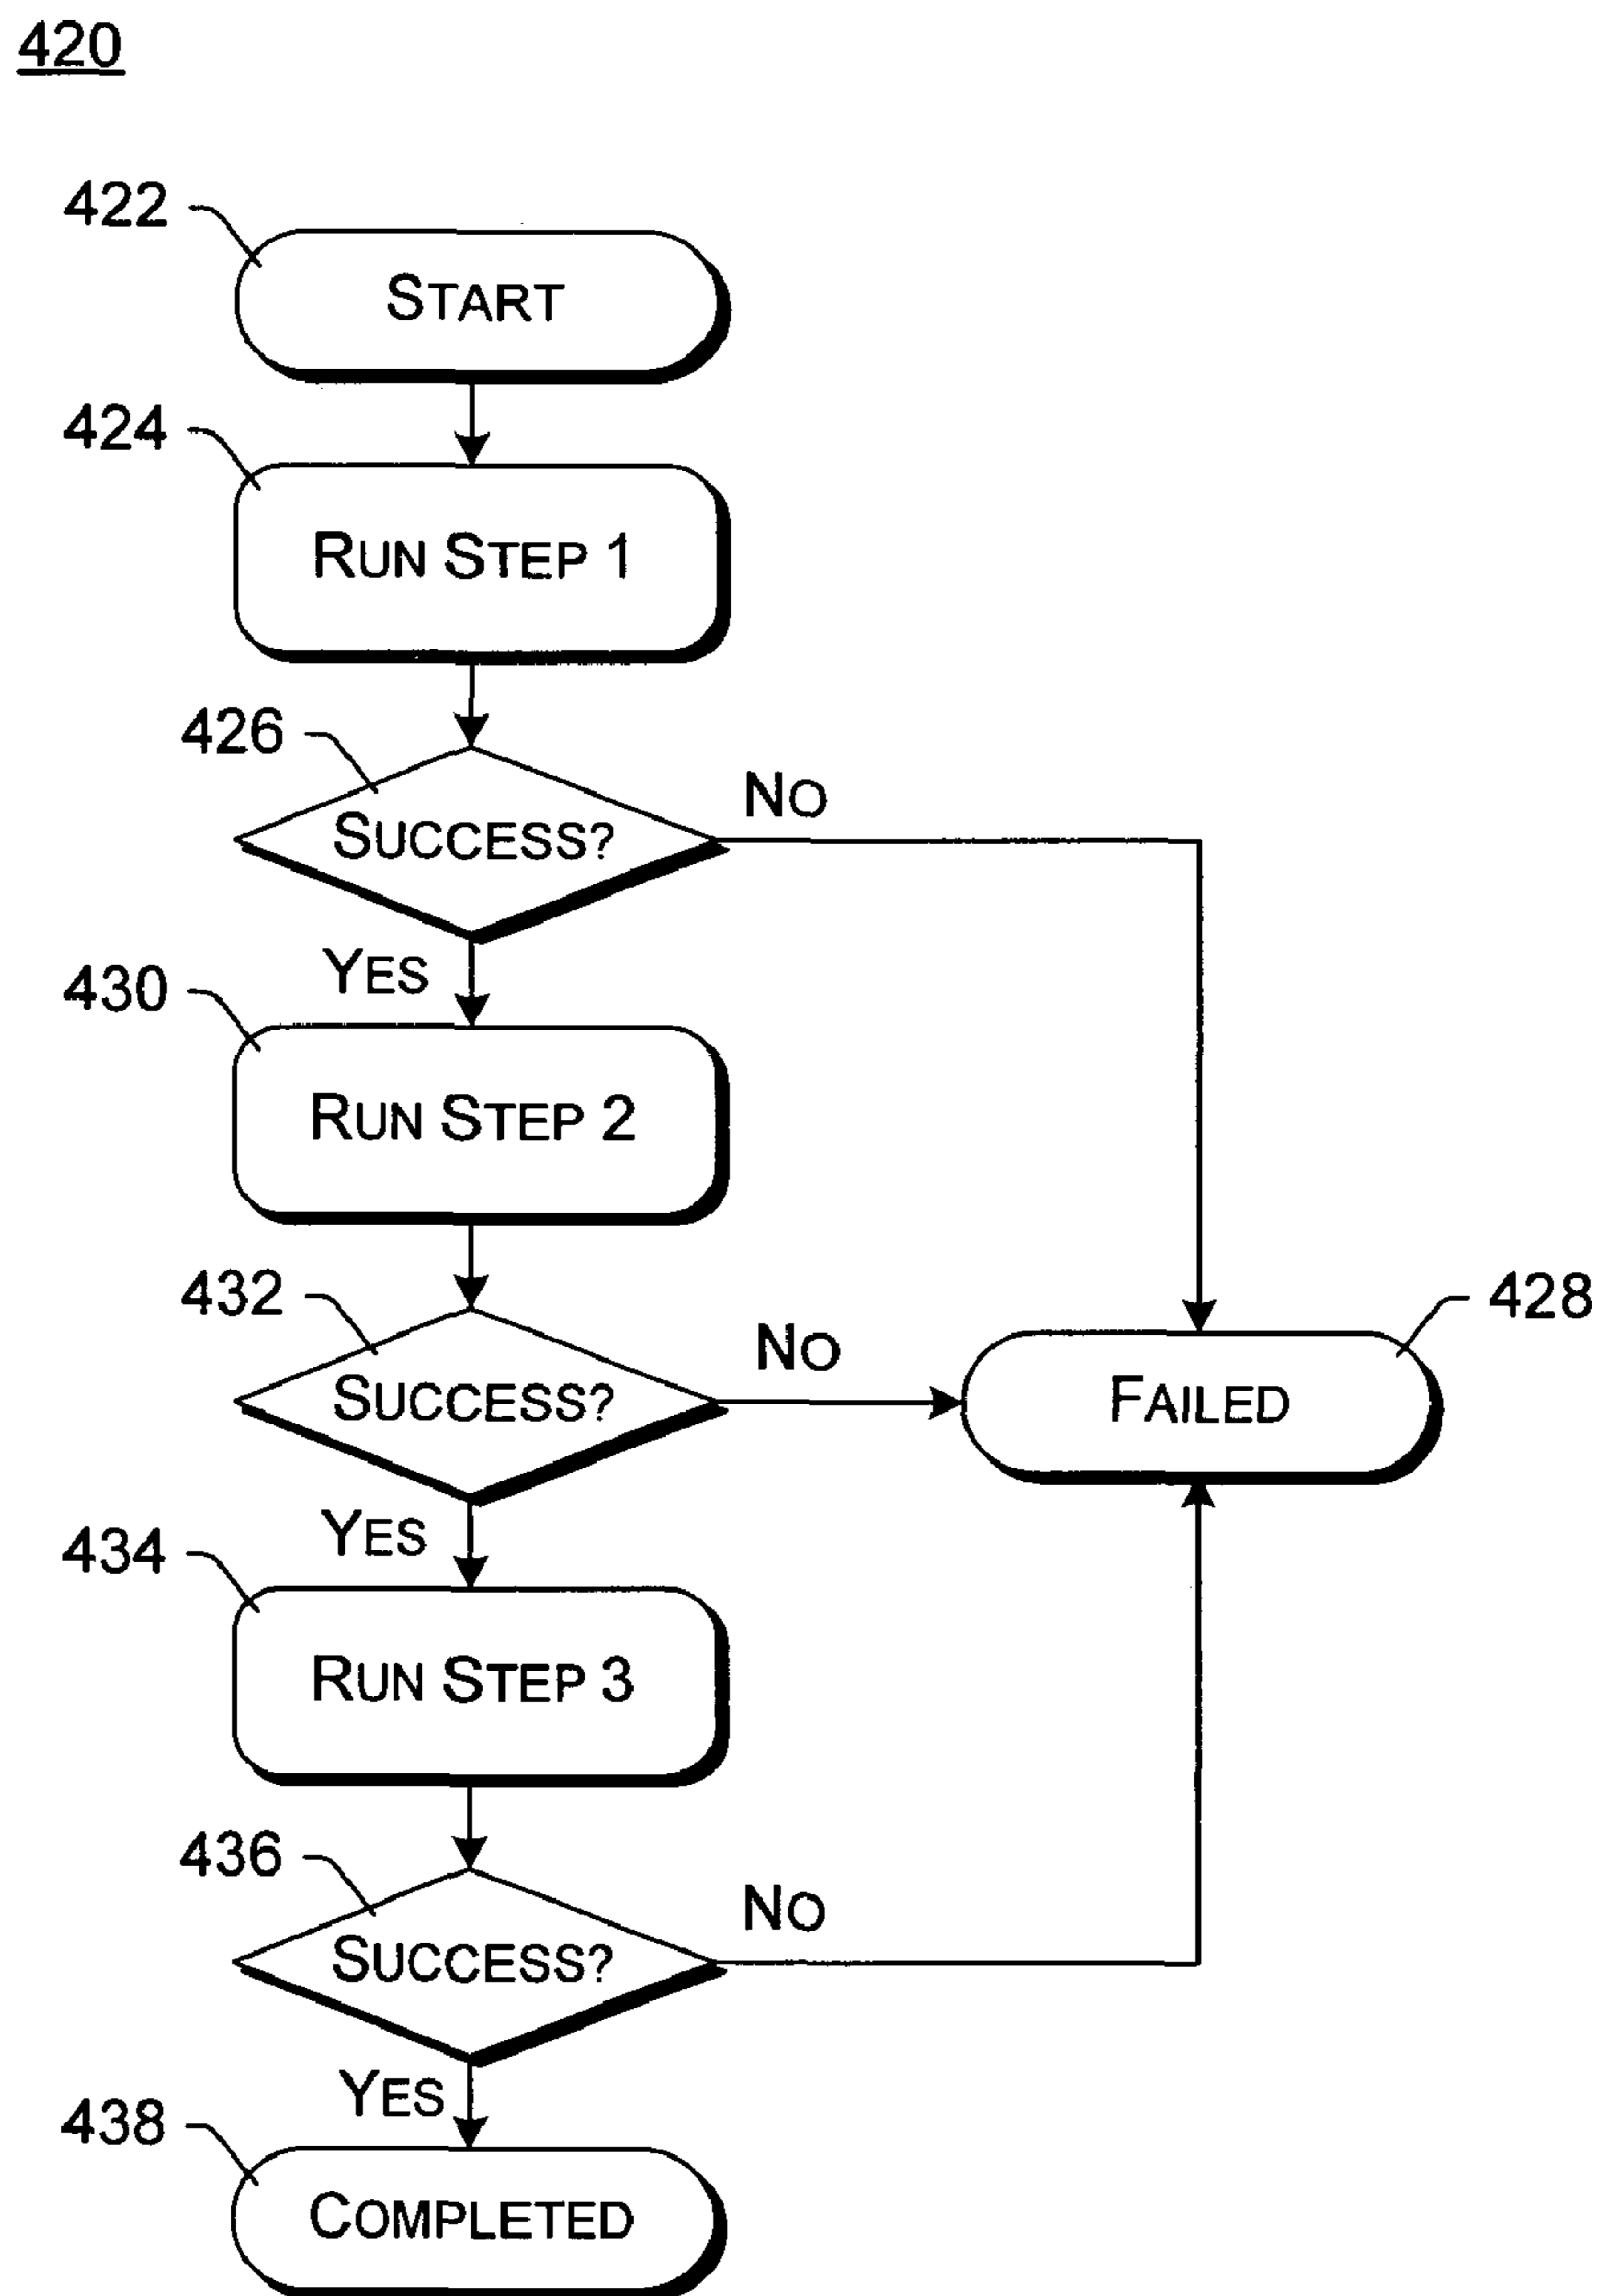 420
422
START
424
RUN STEP 1
426
SUCCESS?
NO
YES
430
RUN STEP 2
432
SUCCESS?
NO
428
FAILED
YES
434
RUN STEP 3
436
SUCCESS?
NO
YES
438
COMPLETED